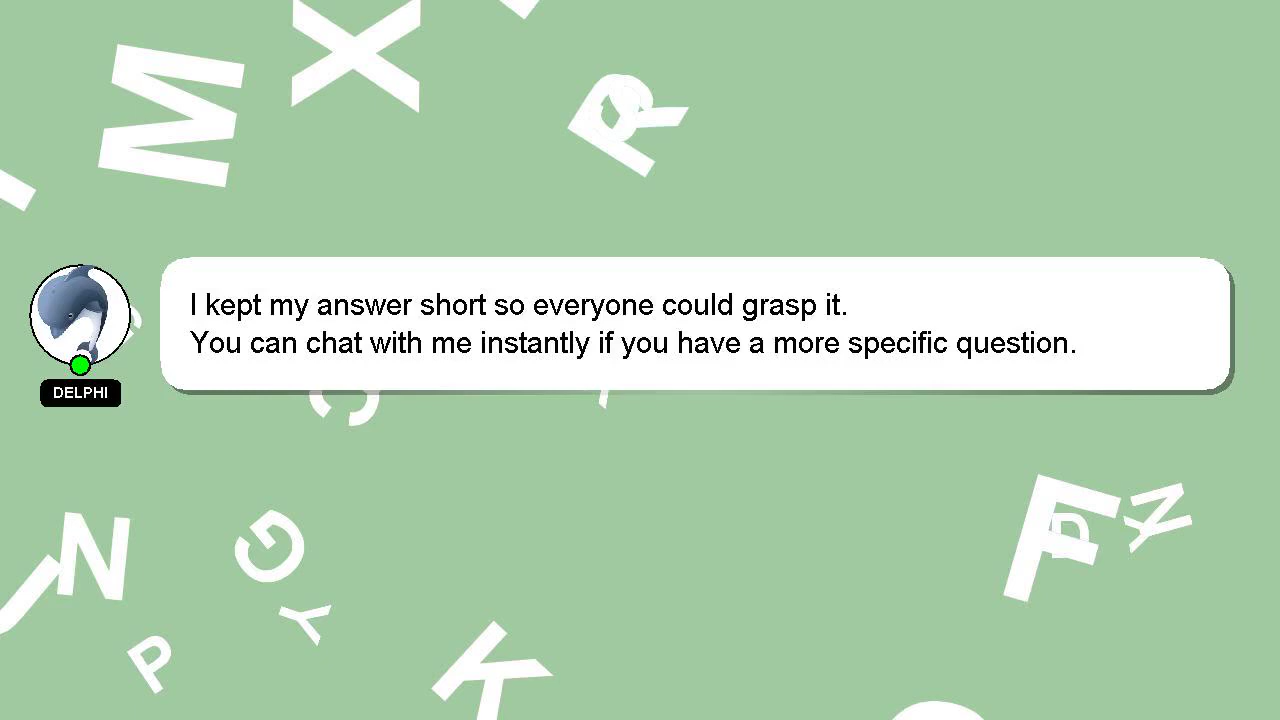 M
X
R
I kept my answer short so everyone could grasp it.
You can chat with me instantly if you have a more specific question.
DELPHI
N
G
Y
P
K
F
D
Z
Y